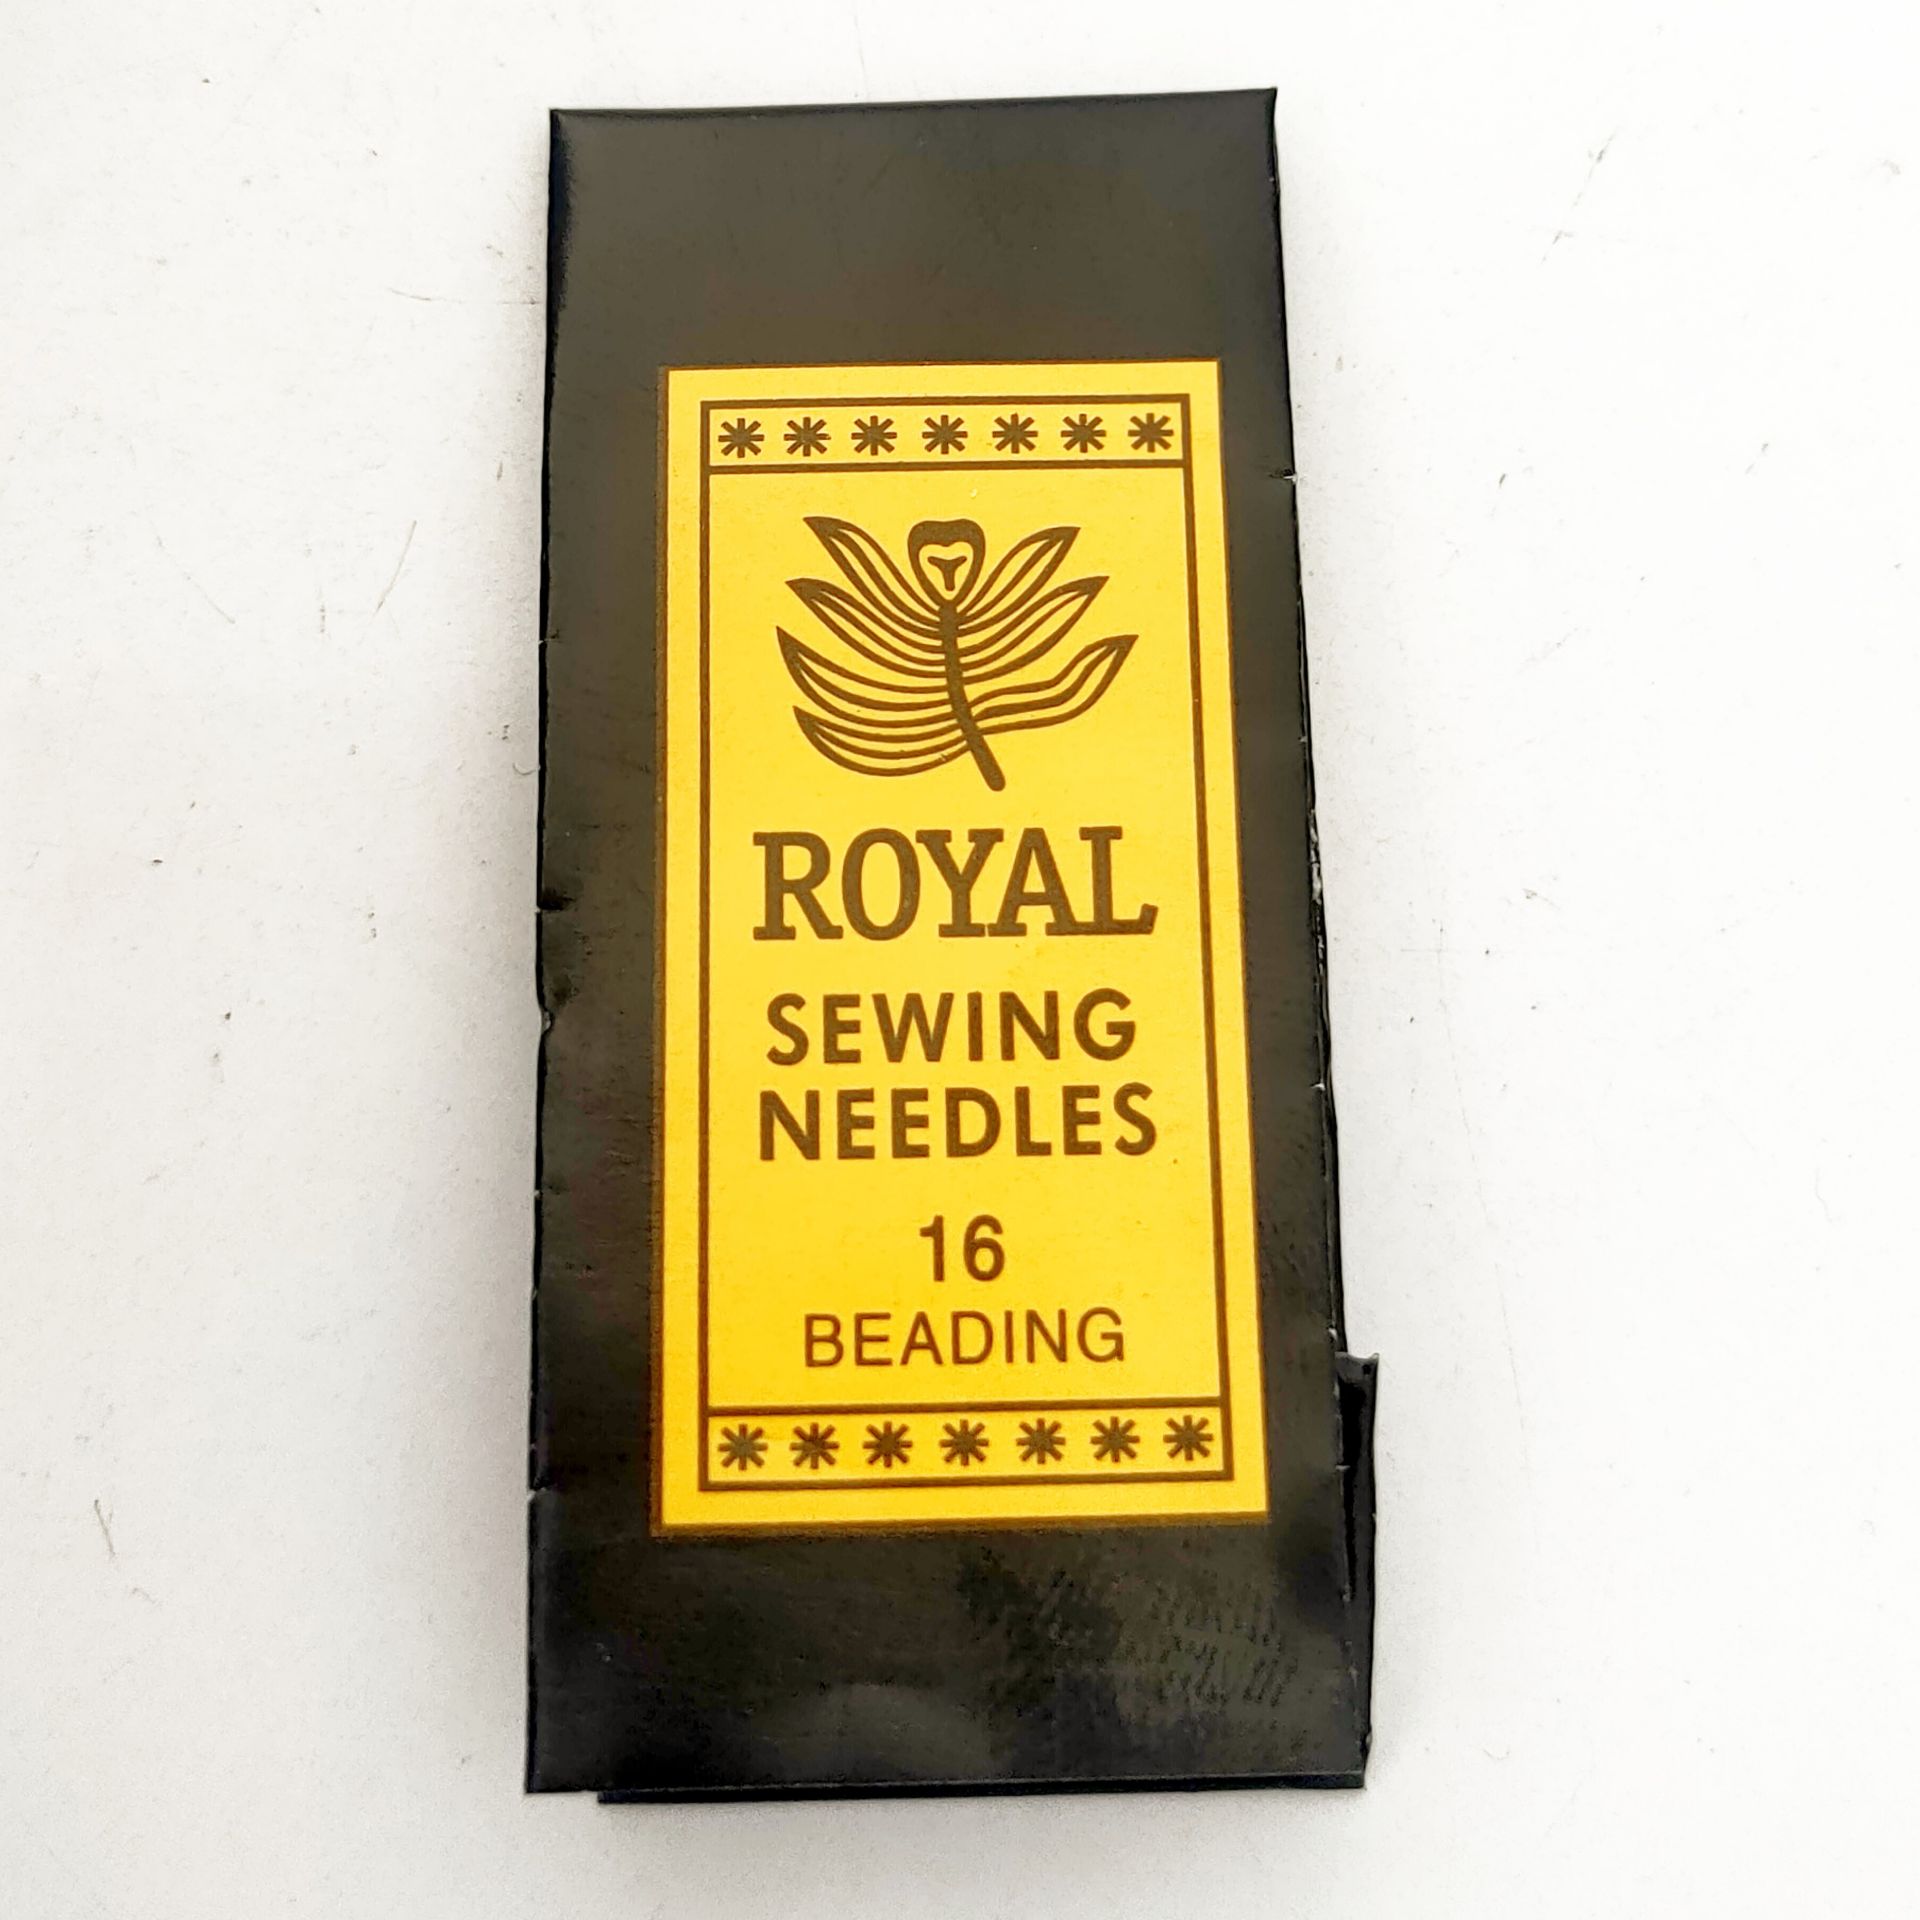 ROYAL
SEWING
NEEDLES
16
BEADING